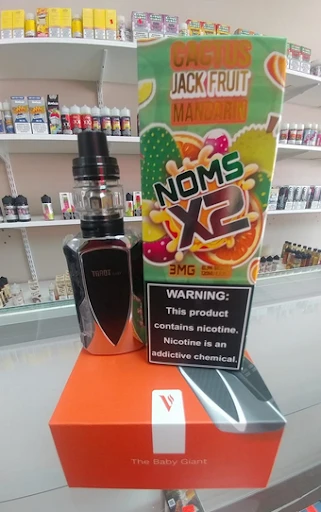 CACTUS
JACK FRUIT
MANDARIN
NOMS
X2
3MG
WARNING:
This product
contains nicotine.
Nicotine is an
addictive chemical.
The Baby Giant